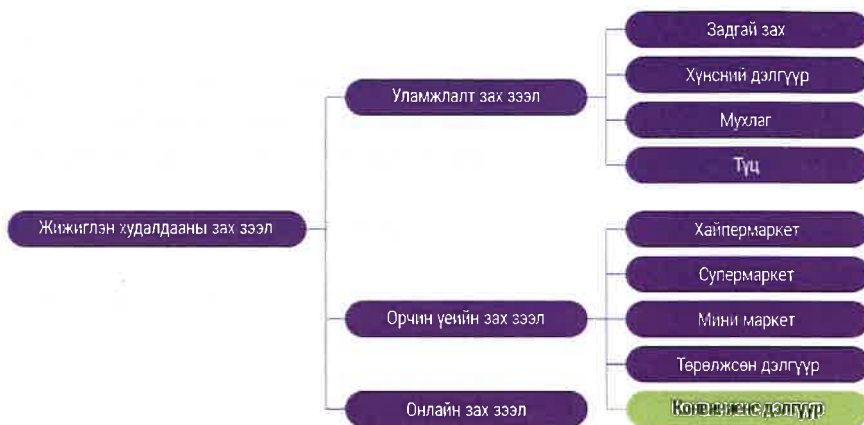 Жижиглэн худалдааны зах зээл
Уламжлалт зах зээл
Задгай зах
Хүнсний дэлгүүр
Мухлаг
Түц
Орчин үеийн зах зээл
Хайпермаркет
Супермаркет
Мини маркет
Төрөлжсөн дэлгүүр
дэлгүүр
Онлайн зах зээл